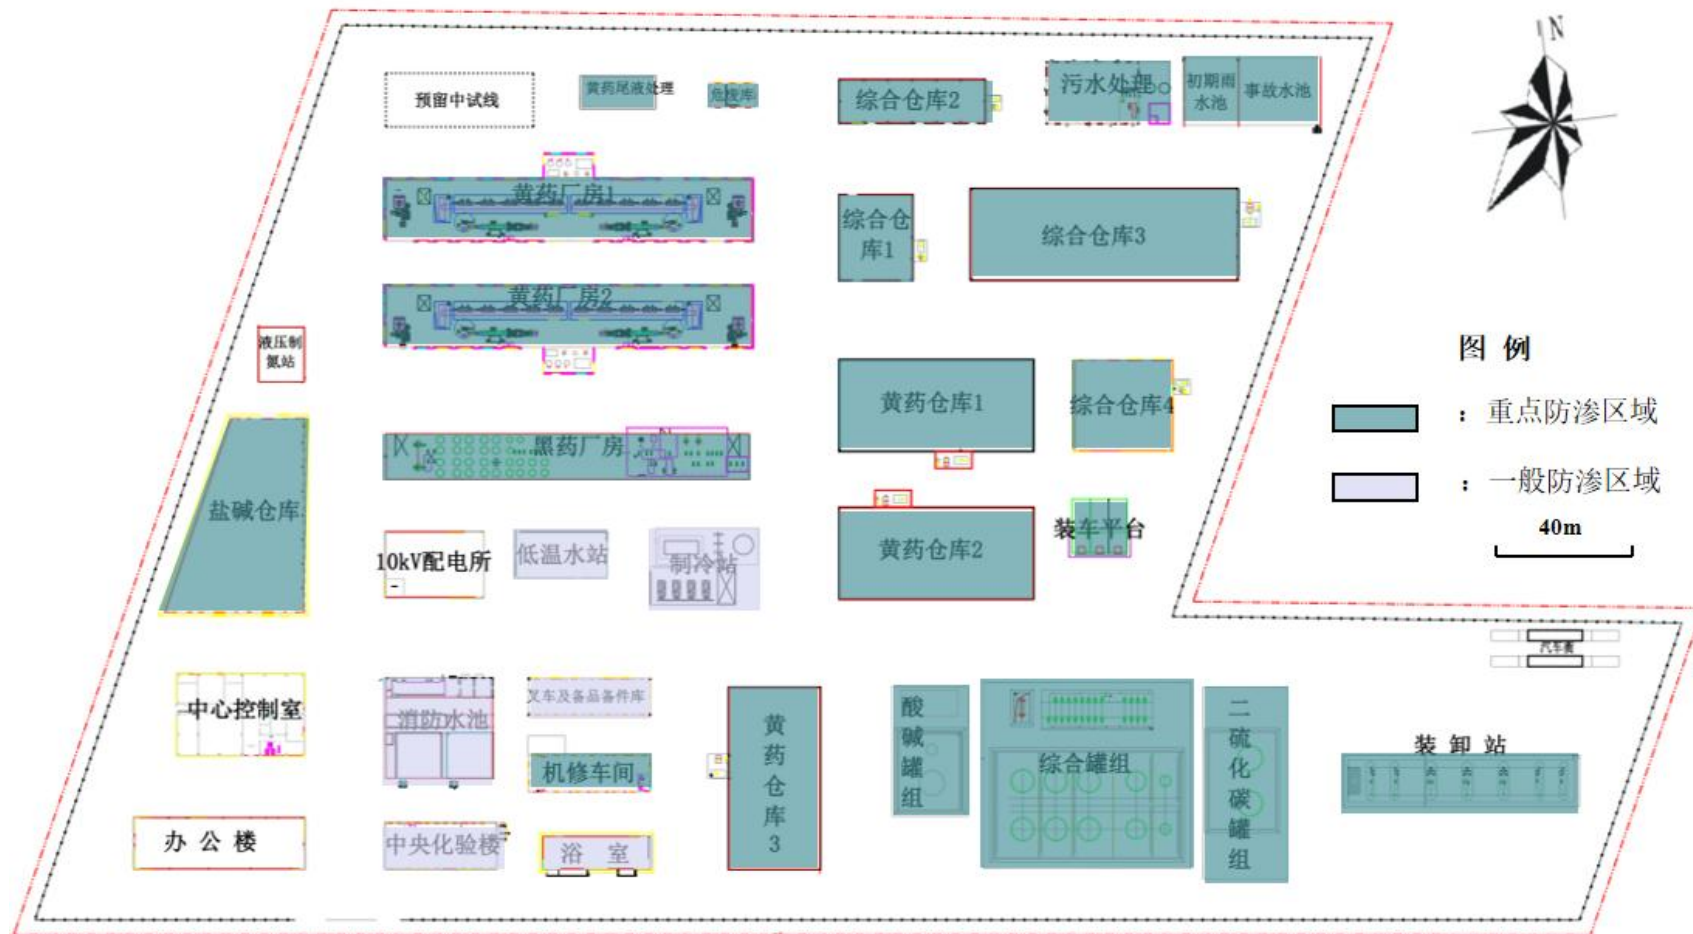 N
预留中试线
黄药尾液处理
危废库
综合仓库2
污水处理
初期雨
水池
事故水池
黄药厂房1
综合仓
库1
综合仓库3
黄药厂房2
液压制
氮站
图 例
黄药仓库1
综合仓库4
：重点防渗区域
黑药厂房
：一般防渗区域
盐碱仓库
40m
10kV配电所
低温水站
制冷站
黄药仓库2
装车平台
汽车衡
中心控制室
消防水池
叉车及备品备件库
机修车间
黄
药
仓
库
3
酸
碱
罐
组
综合罐组
二
硫
化
碳
罐
组
装 卸 站
办 公 楼
中央化验楼
浴 室